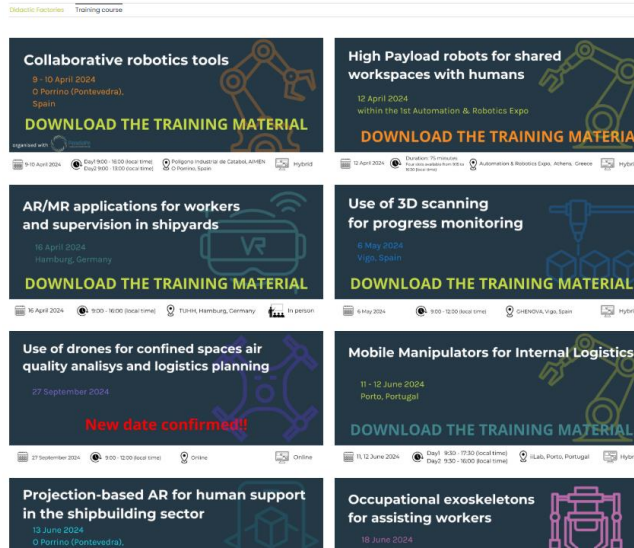 Didactic Factories Training course
Collaborative robotics tools
9 - 10 April 2024
O Porrino (Pontevedra),
Spain
DOWNLOAD THE TRAINING MATERIAL
organised with
9-10 April 2024 Day1 9:00 - 16:00 (local time) Day2 9:00 - 13:00 (local time) Polígono Industrial de Cataboi, AIMEN O Porrino, Spain Hybrid
High Payload robots for shared
workspaces with humans
12 April 2024
within the 1st Automation & Robotics Expo
DOWNLOAD THE TRAINING MATERIA
12 April 2024 Duration: 75 minutes Automation & Robotics Expo, Athens, Greece Hybri
AR/MR applications for workers
and supervision in shipyards
16 April 2024
Hamburg, Germany
VR
DOWNLOAD THE TRAINING MATERIAL
16 April 2024 9:00 - 16:00 (local time) TUHH, Hamburg, Germany In person
Use of 3D scanning
for progress monitoring
6 May 2024
Vigo, Spain
DOWNLOAD THE TRAINING MATERIAL
6 May 2024 9:00 - 12:00 (local time) GHENOVA, Vigo, Spain Hybri
Use of drones for confined spaces air
quality analisys and logistics planning
27 September 2024
New date confirmed!!
27 September 2024 9:00 - 12:00 (local time) Online Online
Mobile Manipulators for Internal Logistics
11 - 12 June 2024
Porto, Portugal
DOWNLOAD THE TRAINING MATERIAL
11, 12 June 2024 Day1 9:30 - 17:30 (local time) Day2 9:30 - 16:00 (local time) iiLab, Porto, Portugal Hybr
Projection-based AR for human support
in the shipbuilding sector
13 June 2024
O Porrino (Pontevedra),
Occupational exoskeletons
for assisting workers
18 June 2024